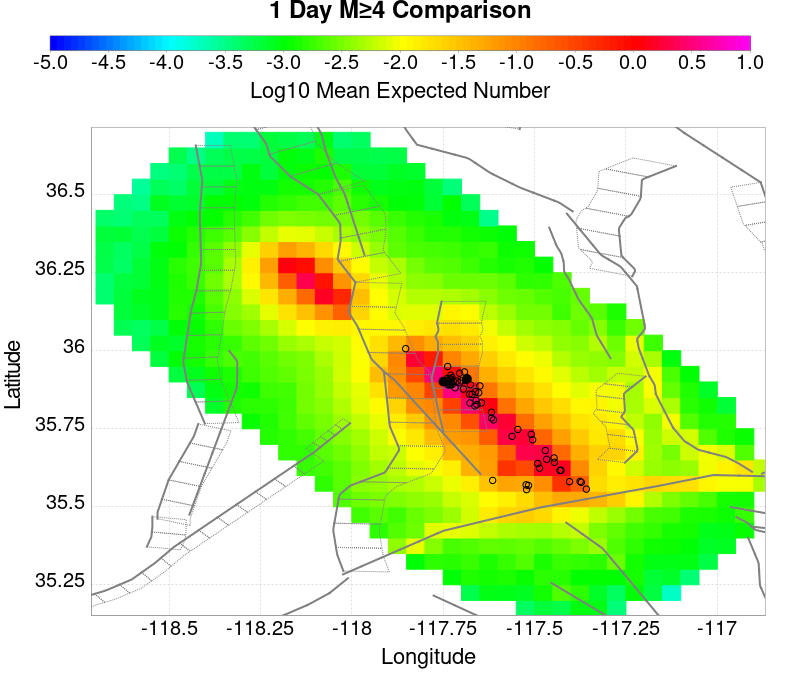 1 Day M≥4 Comparison
-5.0 -4.5 -4.0 -3.5 -3.0 -2.5 -2.0 -1.5 -1.0 -0.5 0.0 0.5 1.0
Log10 Mean Expected Number
36.5
36.25
36
35.75
35.5
35.25
Latitude
-118.5 -118.25 -118 -117.75 -117.5 -117.25 -117
Longitude